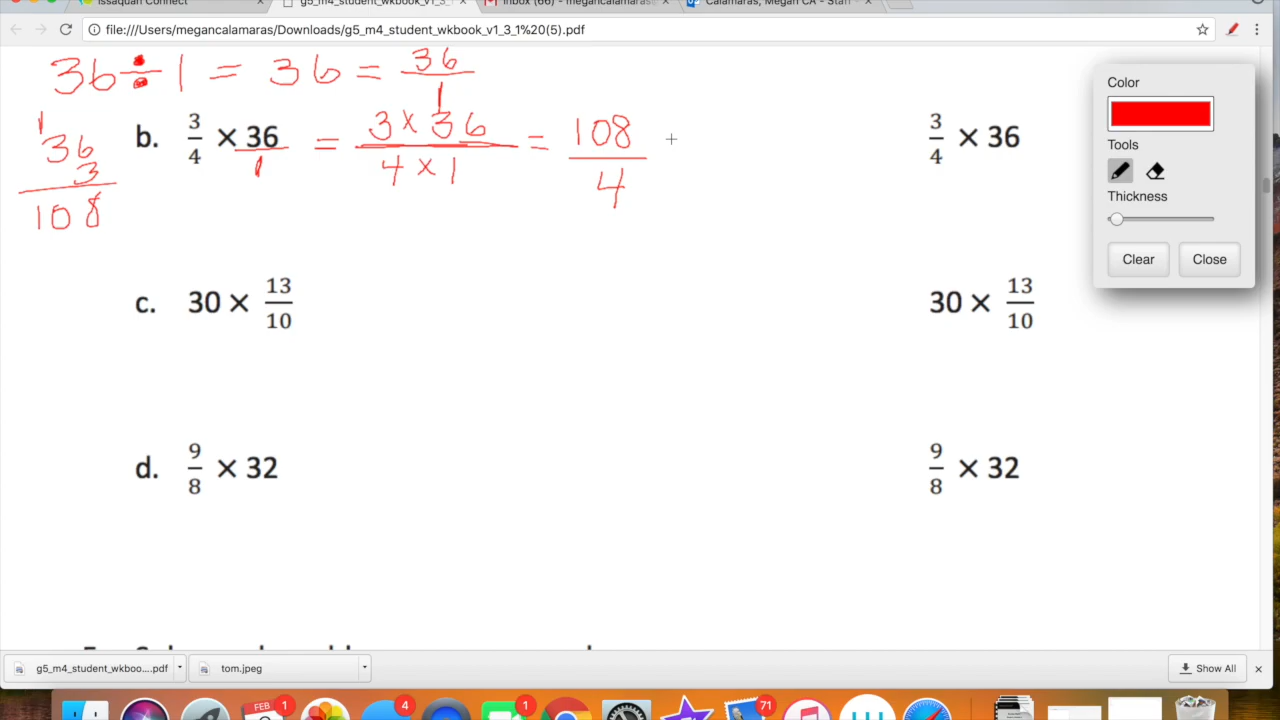 Issaquah Connect g5_m4_student_wkbook_v1_3_1 Inbox (66) - megancalamaras@ Calamaras, Megan CA - Staff -
file:///Users/megancalamaras/Downloads/g5_m4_student_wkbook_v1_3_1%20(5).pdf
36 ÷ 1 = 36 = 36/1
b. 3/4 × 36/1 = 3 × 36 / 4 × 1 = 108/4
1
36
3
108
3/4 × 36
c. 30 × 13/10
30 × 13/10
d. 9/8 × 32
9/8 × 32
Color
Tools
Thickness
Clear Close
g5_m4_student_wkboo....pdf tom.jpeg Show All
FEB 1 4 1 71